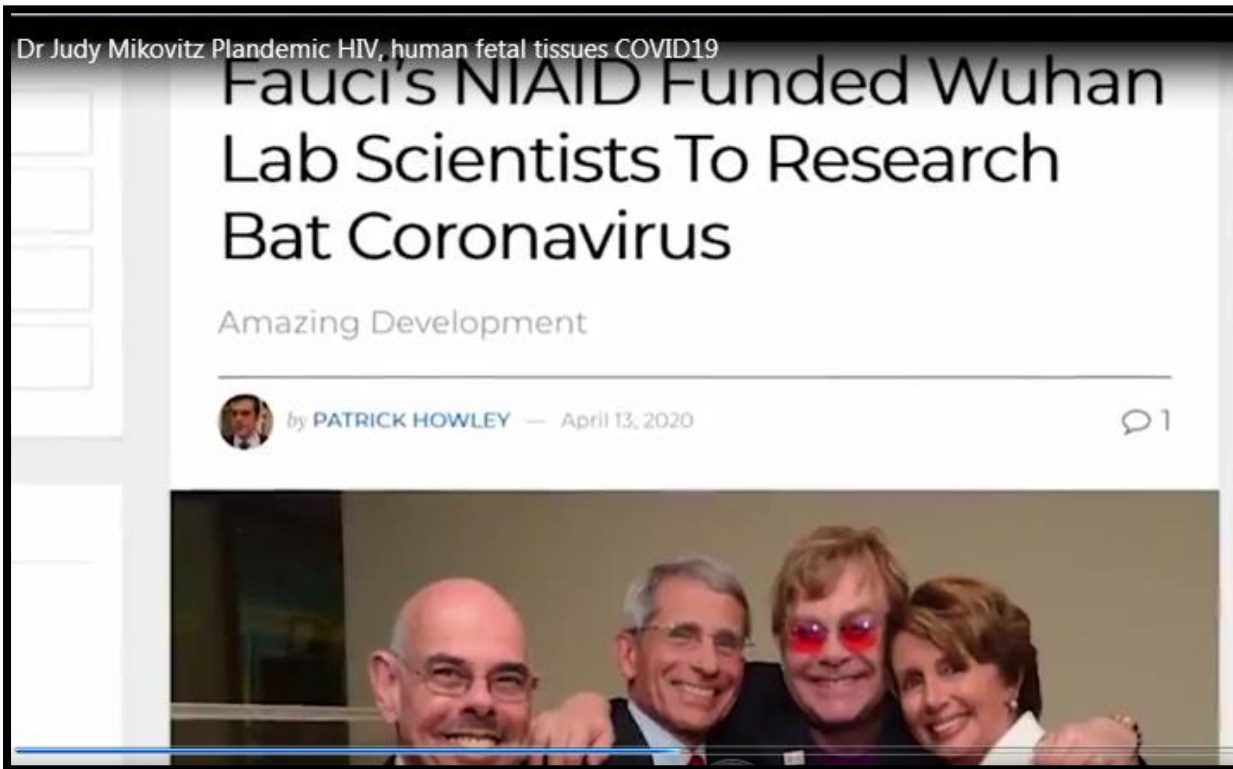 Dr Judy Mikovitz Plandemic HIV, human fetal tissues COVID19
Fauci's NIAID Funded Wuhan
Lab Scientists To Research
Bat Coronavirus
Amazing Development
by PATRICK HOWLEY — April 13, 2020
1